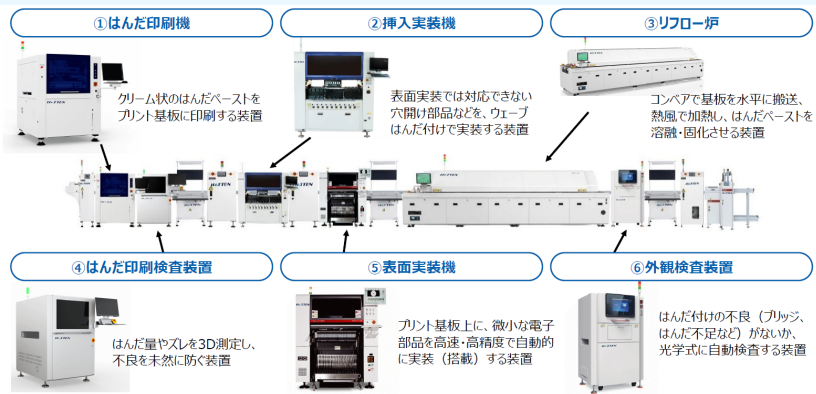 ①はんだ印刷機
クリーム状のはんだペーストを
プリント基板に印刷する装置
②挿入実装機
表面実装では対応できない
穴開け部品などを、ウェーブ
はんだ付けで実装する装置
③リフロー炉
コンベアで基板を水平に搬送、
熱風で加熱し、はんだペーストを
溶融・固化させる装置
④はんだ印刷検査装置
はんだ量やズレを3D測定し、
不良を未然に防ぐ装置
⑤表面実装機
プリント基板上に、微小な電子
部品を高速・高精度で自動的
に実装（搭載）する装置
⑥外観検査装置
はんだ付けの不良（ブリッジ、
はんだ不足など）がないか、
光学式に自動検査する装置